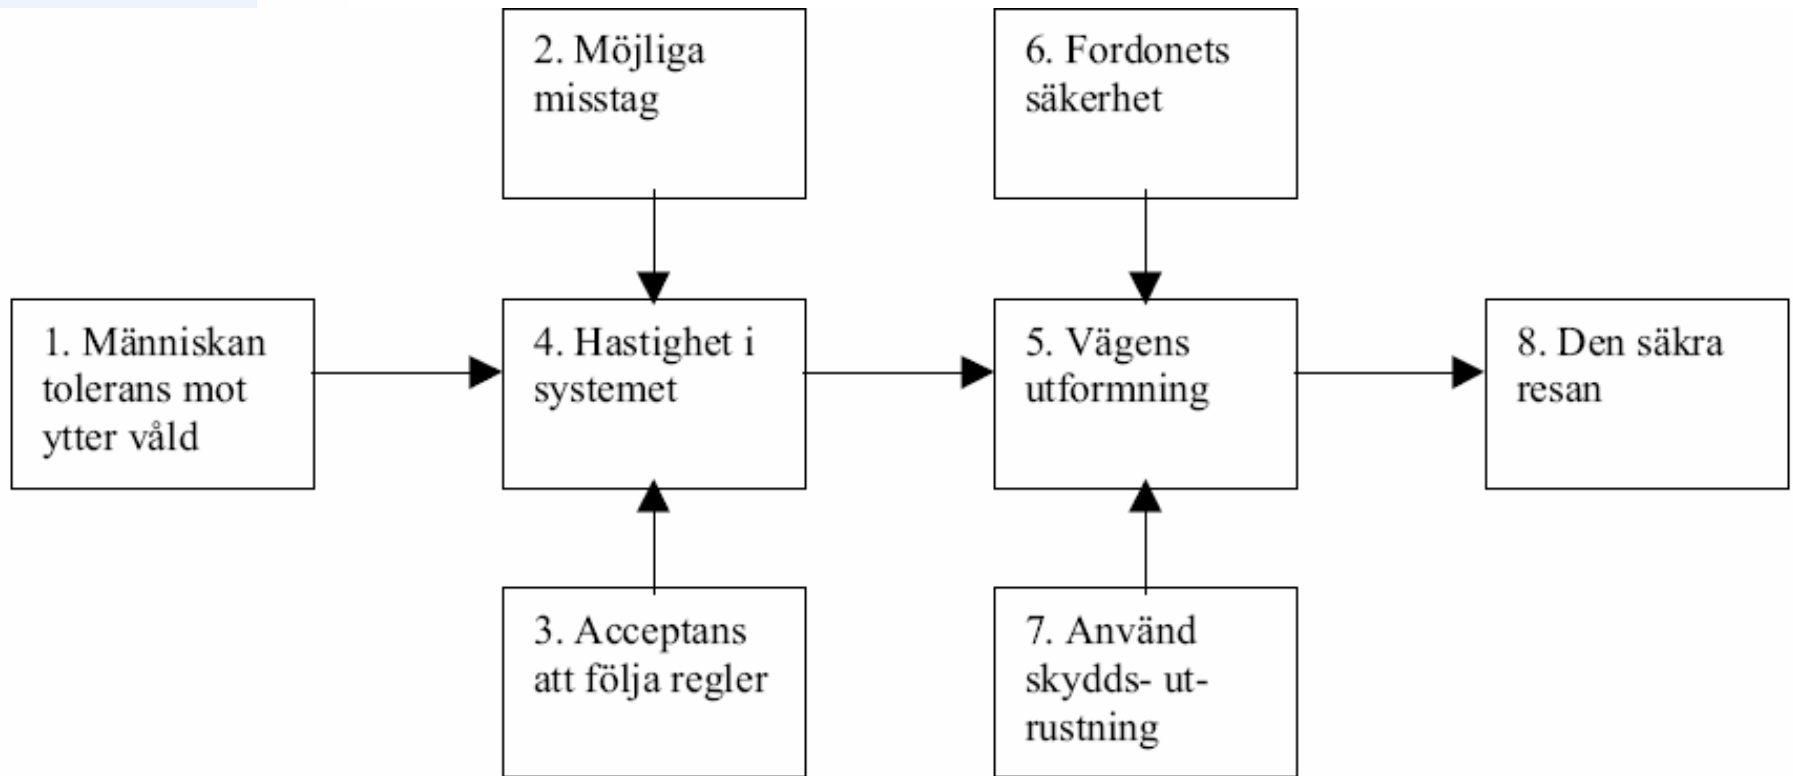 2. Möjliga
misstag
6. Fordonets
säkerhet
1. Människan
tolerans mot
ytter våld
4. Hastighet i
systemet
5. Vägens
utformning
8. Den säkra
resan
3. Acceptans
att följa regler
7. Använd
skydds- ut-
rustning